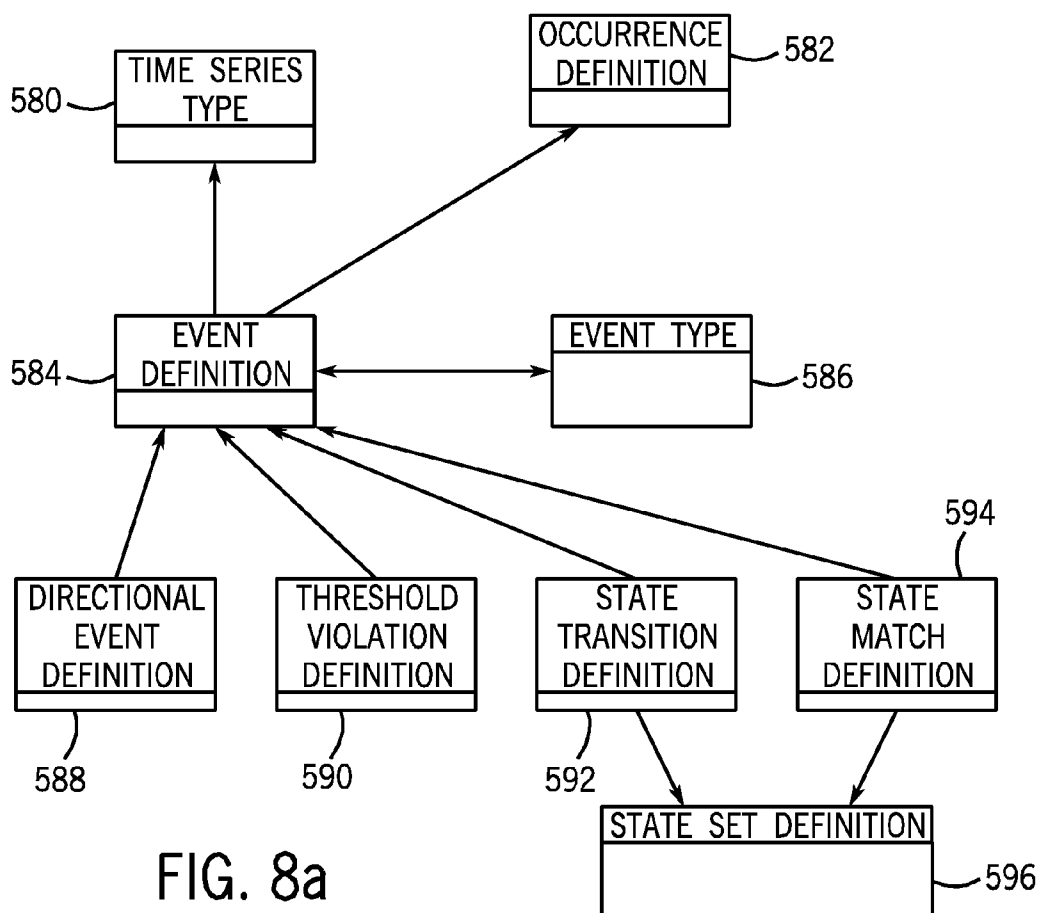 TIME SERIES
TYPE
580
OCCURRENCE
DEFINITION
582
EVENT
DEFINITION
584
EVENT TYPE
586
594
DIRECTIONAL
EVENT
DEFINITION
588
THRESHOLD
VIOLATION
DEFINITION
590
STATE
TRANSITION
DEFINITION
592
STATE
MATCH
DEFINITION
STATE SET DEFINITION
596
FIG. 8a